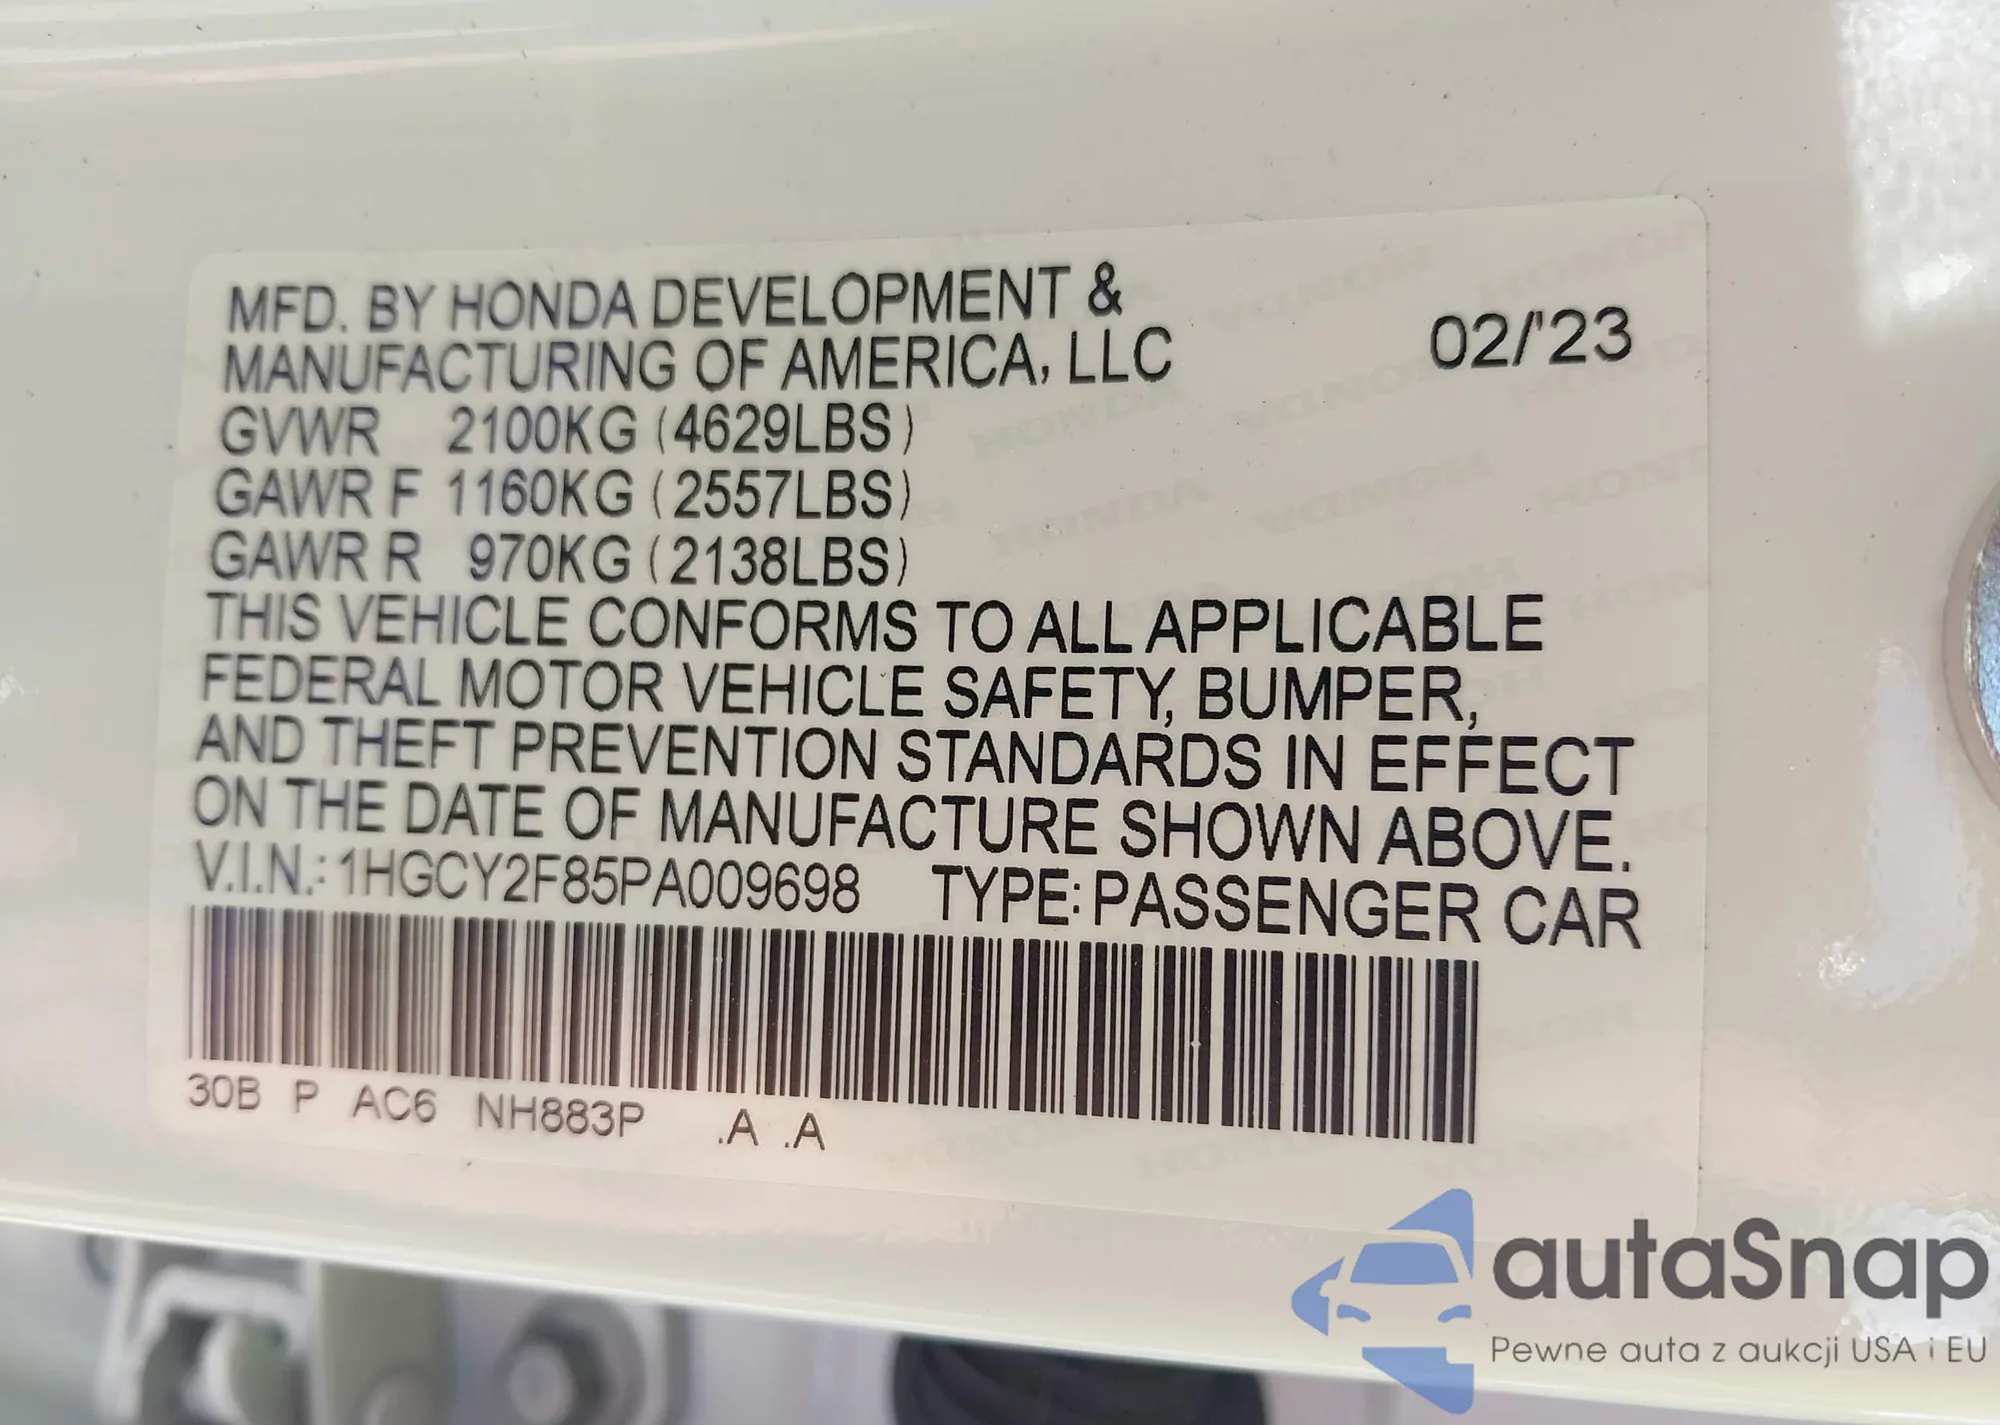 MFD. BY HONDA DEVELOPMENT &
MANUFACTURING OF AMERICA, LLC
02/'23
GVWR 2100KG (4629LBS)
GAWR F 1160KG (2557LBS)
GAWR R 970KG (2138LBS)
THIS VEHICLE CONFORMS TO ALL APPLICABLE
FEDERAL MOTOR VEHICLE SAFETY, BUMPER,
AND THEFT PREVENTION STANDARDS IN EFFECT
ON THE DATE OF MANUFACTURE SHOWN ABOVE.
V.I.N.: 1HGCY2F85PA009698 TYPE: PASSENGER CAR
30B P AC6 NH883P .A .A
autaSnap
Pewne auta z aukcji USA i EU